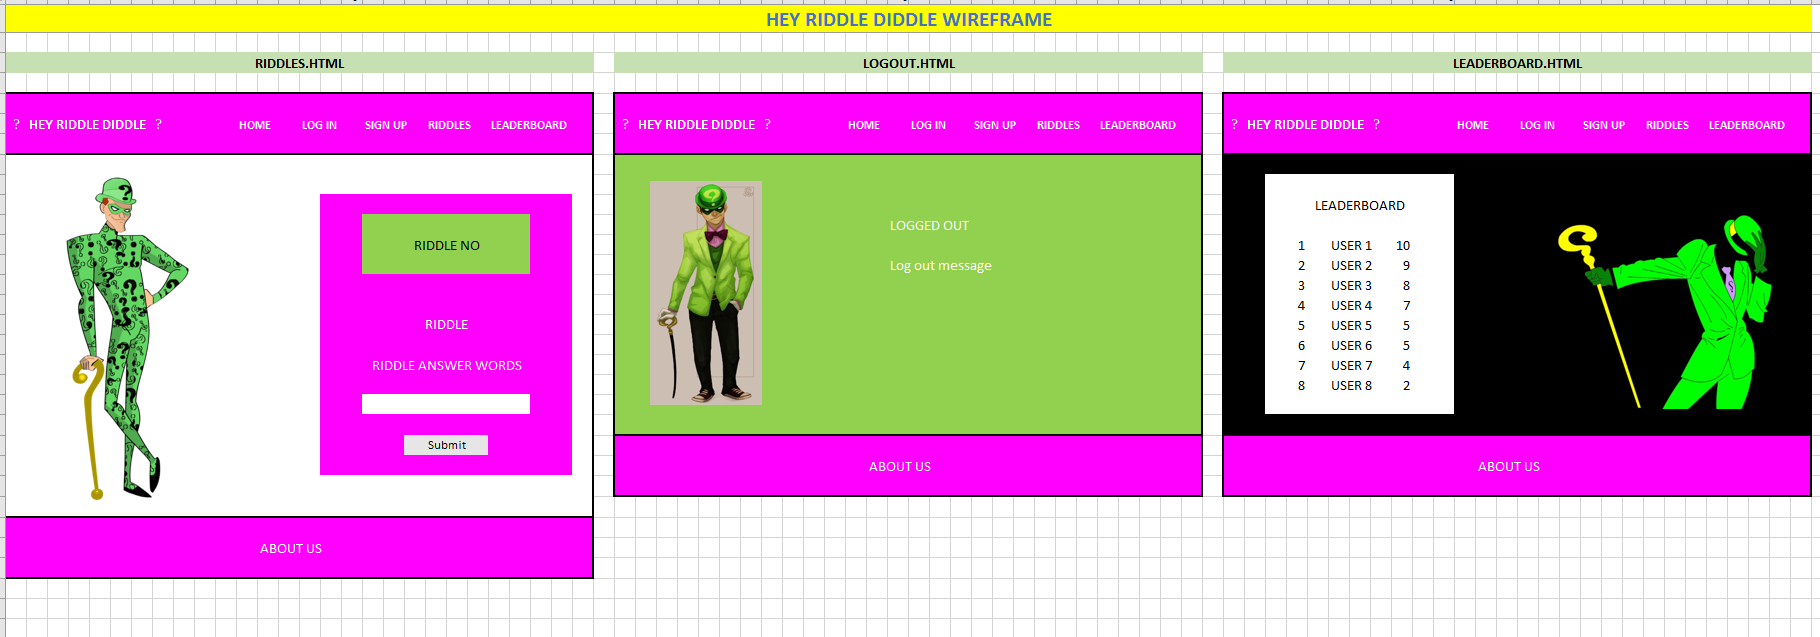 HEY RIDDLE DIDDLE WIREFRAME
RIDDLES.HTML
? HEY RIDDLE DIDDLE ? HOME LOG IN SIGN UP RIDDLES LEADERBOARD
RIDDLE NO
RIDDLE
RIDDLE ANSWER WORDS
Submit
ABOUT US
LOGOUT.HTML
? HEY RIDDLE DIDDLE ? HOME LOG IN SIGN UP RIDDLES LEADERBOARD
LOGGED OUT
Log out message
ABOUT US
LEADERBOARD.HTML
? HEY RIDDLE DIDDLE ? HOME LOG IN SIGN UP RIDDLES LEADERBOARD
LEADERBOARD
1 USER 1 10
2 USER 2 9
3 USER 3 8
4 USER 4 7
5 USER 5 5
6 USER 6 5
7 USER 7 4
8 USER 8 2
ABOUT US